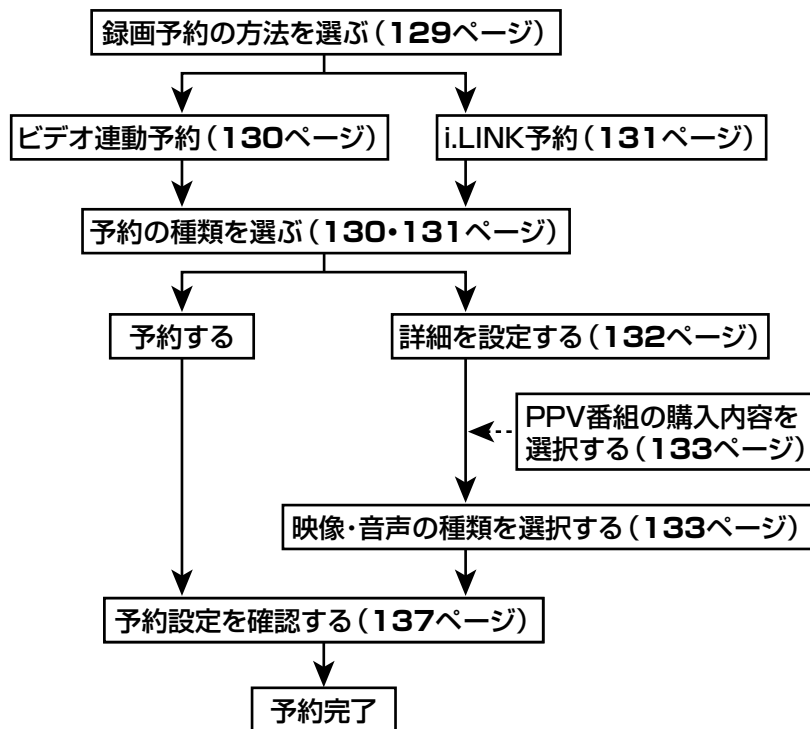 録画予約の方法を選ぶ（129ページ）
ビデオ連動予約（130ページ）
i.LINK予約（131ページ）
予約の種類を選ぶ（130・131ページ）
予約する
詳細を設定する（132ページ）
PPV番組の購入内容を
選択する（133ページ）
映像・音声の種類を選択する（133ページ）
予約設定を確認する（137ページ）
予約完了